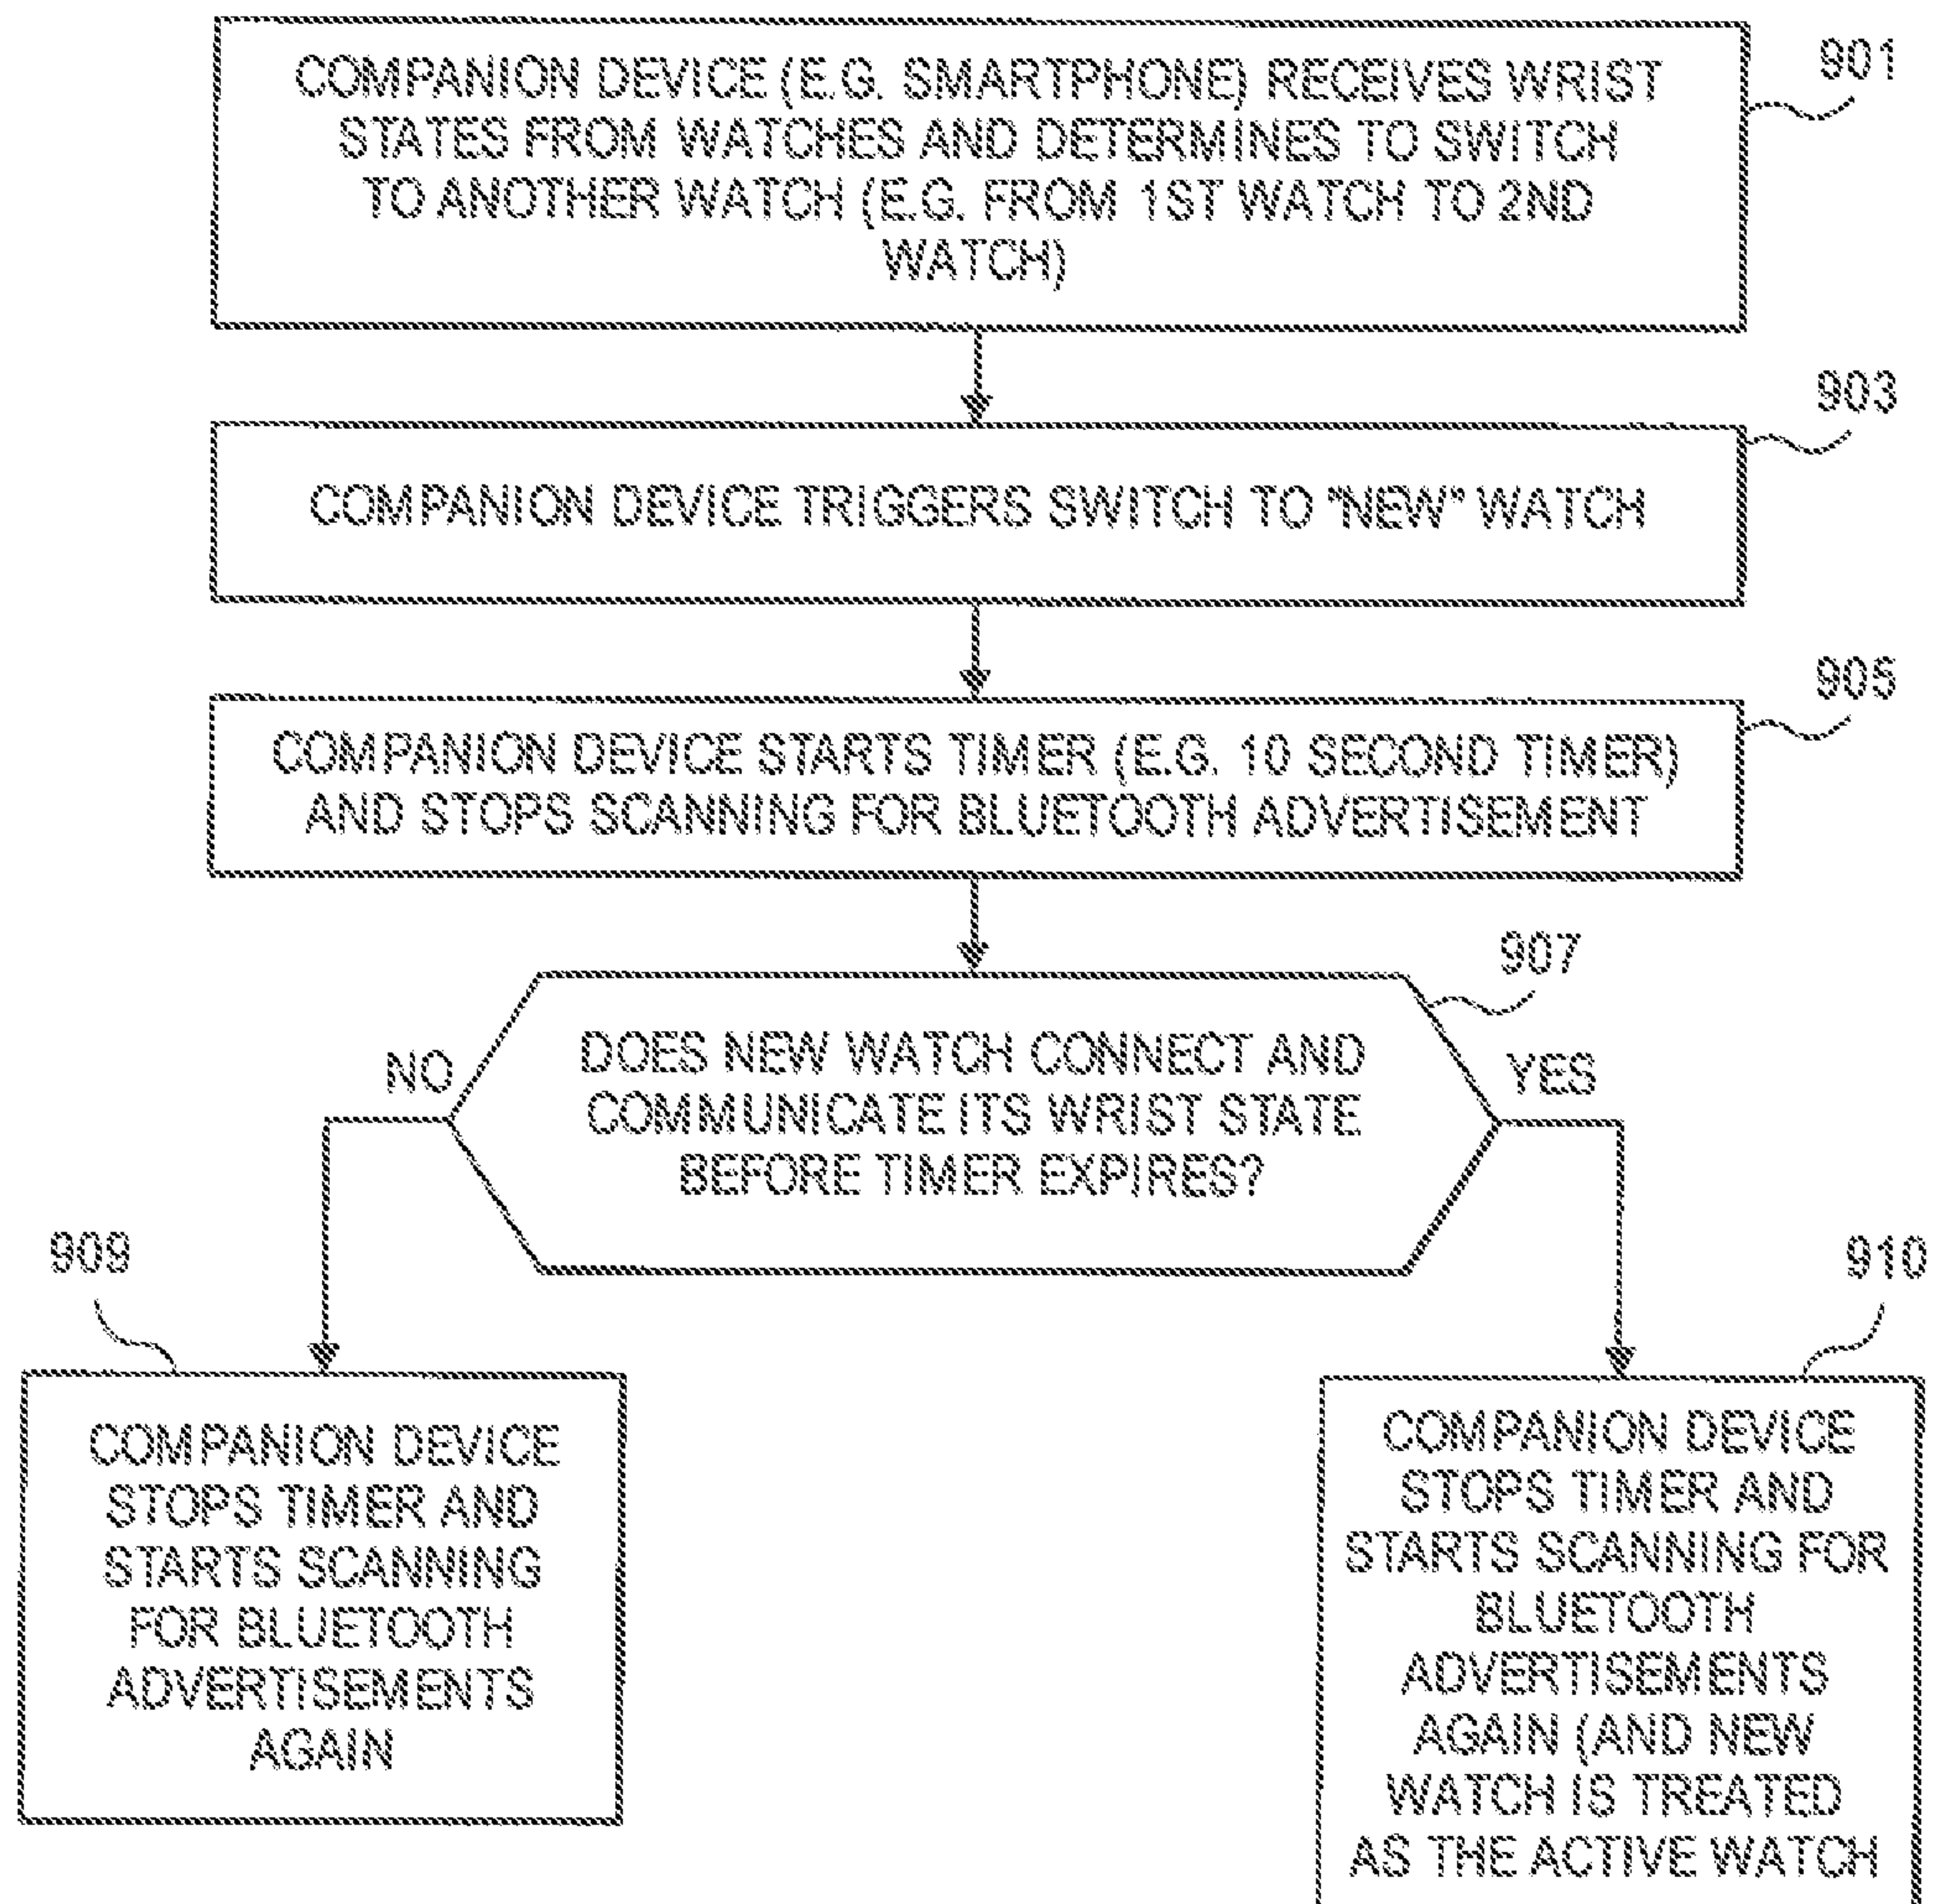 COMPANION DEVICE (E.G. SMARTPHONE) RECEIVES WRIST
STATES FROM WATCHES AND DETERMINES TO SWITCH
TO ANOTHER WATCH (E.G. FROM 1ST WATCH TO 2ND
WATCH)
901
903
COMPANION DEVICE TRIGGERS SWITCH TO "NEW" WATCH
905
COMPANION DEVICE STARTS TIMER (E.G. 10 SECOND TIMER)
AND STOPS SCANNING FOR BLUETOOTH ADVERTISEMENT
907
DOES NEW WATCH CONNECT AND
COMMUNICATE ITS WRIST STATE
BEFORE TIMER EXPIRES?
NO
YES
909
COMPANION DEVICE
STOPS TIMER AND
STARTS SCANNING
FOR BLUETOOTH
ADVERTISEMENTS
AGAIN
910
COMPANION DEVICE
STOPS TIMER AND
STARTS SCANNING FOR
BLUETOOTH
ADVERTISEMENTS
AGAIN (AND NEW
WATCH IS TREATED
AS THE ACTIVE WATCH